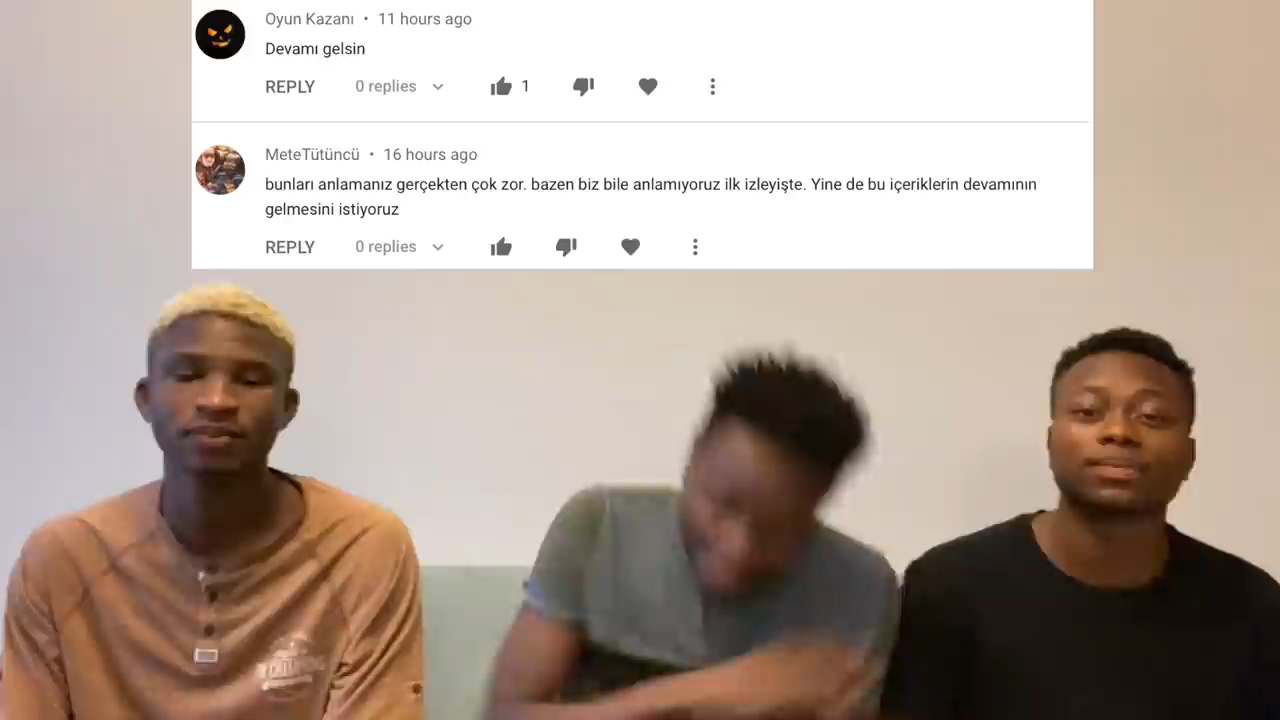 Oyun Kazanı • 11 hours ago
Devamı gelsin
REPLY 0 replies 1
MeteTütüncü • 16 hours ago
bunları anlamanız gerçekten çok zor. bazen biz bile anlamıyoruz ilk izleyişte. Yine de bu içeriklerin devamının
gelmesini istiyoruz
REPLY 0 replies